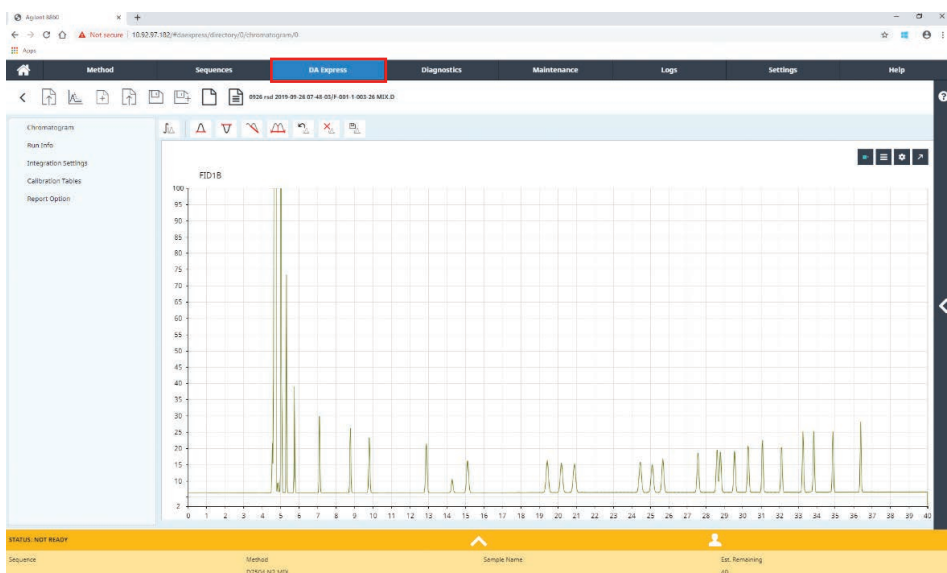 Agilent 8860
Not secure | 10.92.97.182/#daexpress/directory/0/chromatogram/0
Apps
Method Sequences DA Express Diagnostics Maintenance Logs Settings Help
0926 rsd 2019-09-26 07-48-03/F-001-1-003-26 MIX.D
Chromatogram
Run Info
Integration Settings
Calibration Tables
Report Option
FID1B
100
95
90
85
80
75
70
65
60
55
50
45
40
35
30
25
20
15
10
2
0 1 2 3 4 5 6 7 8 9 10 11 12 13 14 15 16 17 18 19 20 21 22 23 24 25 26 27 28 29 30 31 32 33 34 35 36 37 38 39 40
STATUS: NOT READY
Sequence Method Sample Name Est. Remaining